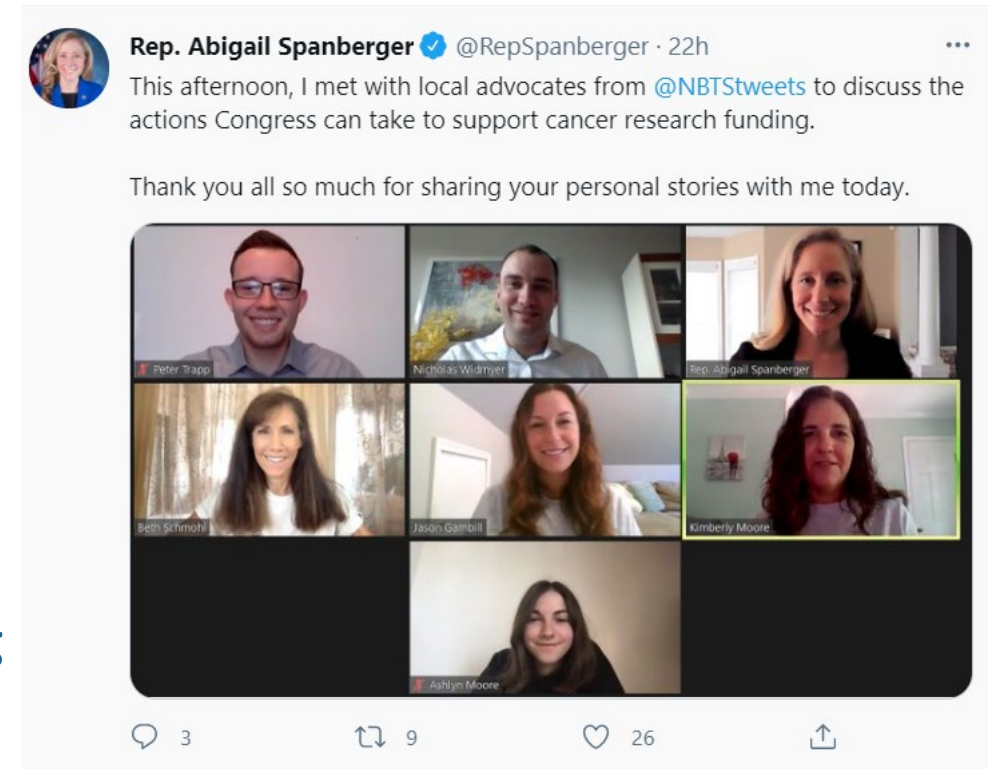 Rep. Abigail Spanberger @RepSpanberger · 22h
This afternoon, I met with local advocates from @NBTStweets to discuss the
actions Congress can take to support cancer research funding.
Thank you all so much for sharing your personal stories with me today.
Peter Trapp
Nicholas Widmyer
Rep. Abigail Spanberger
Beth Schmohl
Jason Gambill
Kimberly Moore
Ashlyn Moore
3 9 26